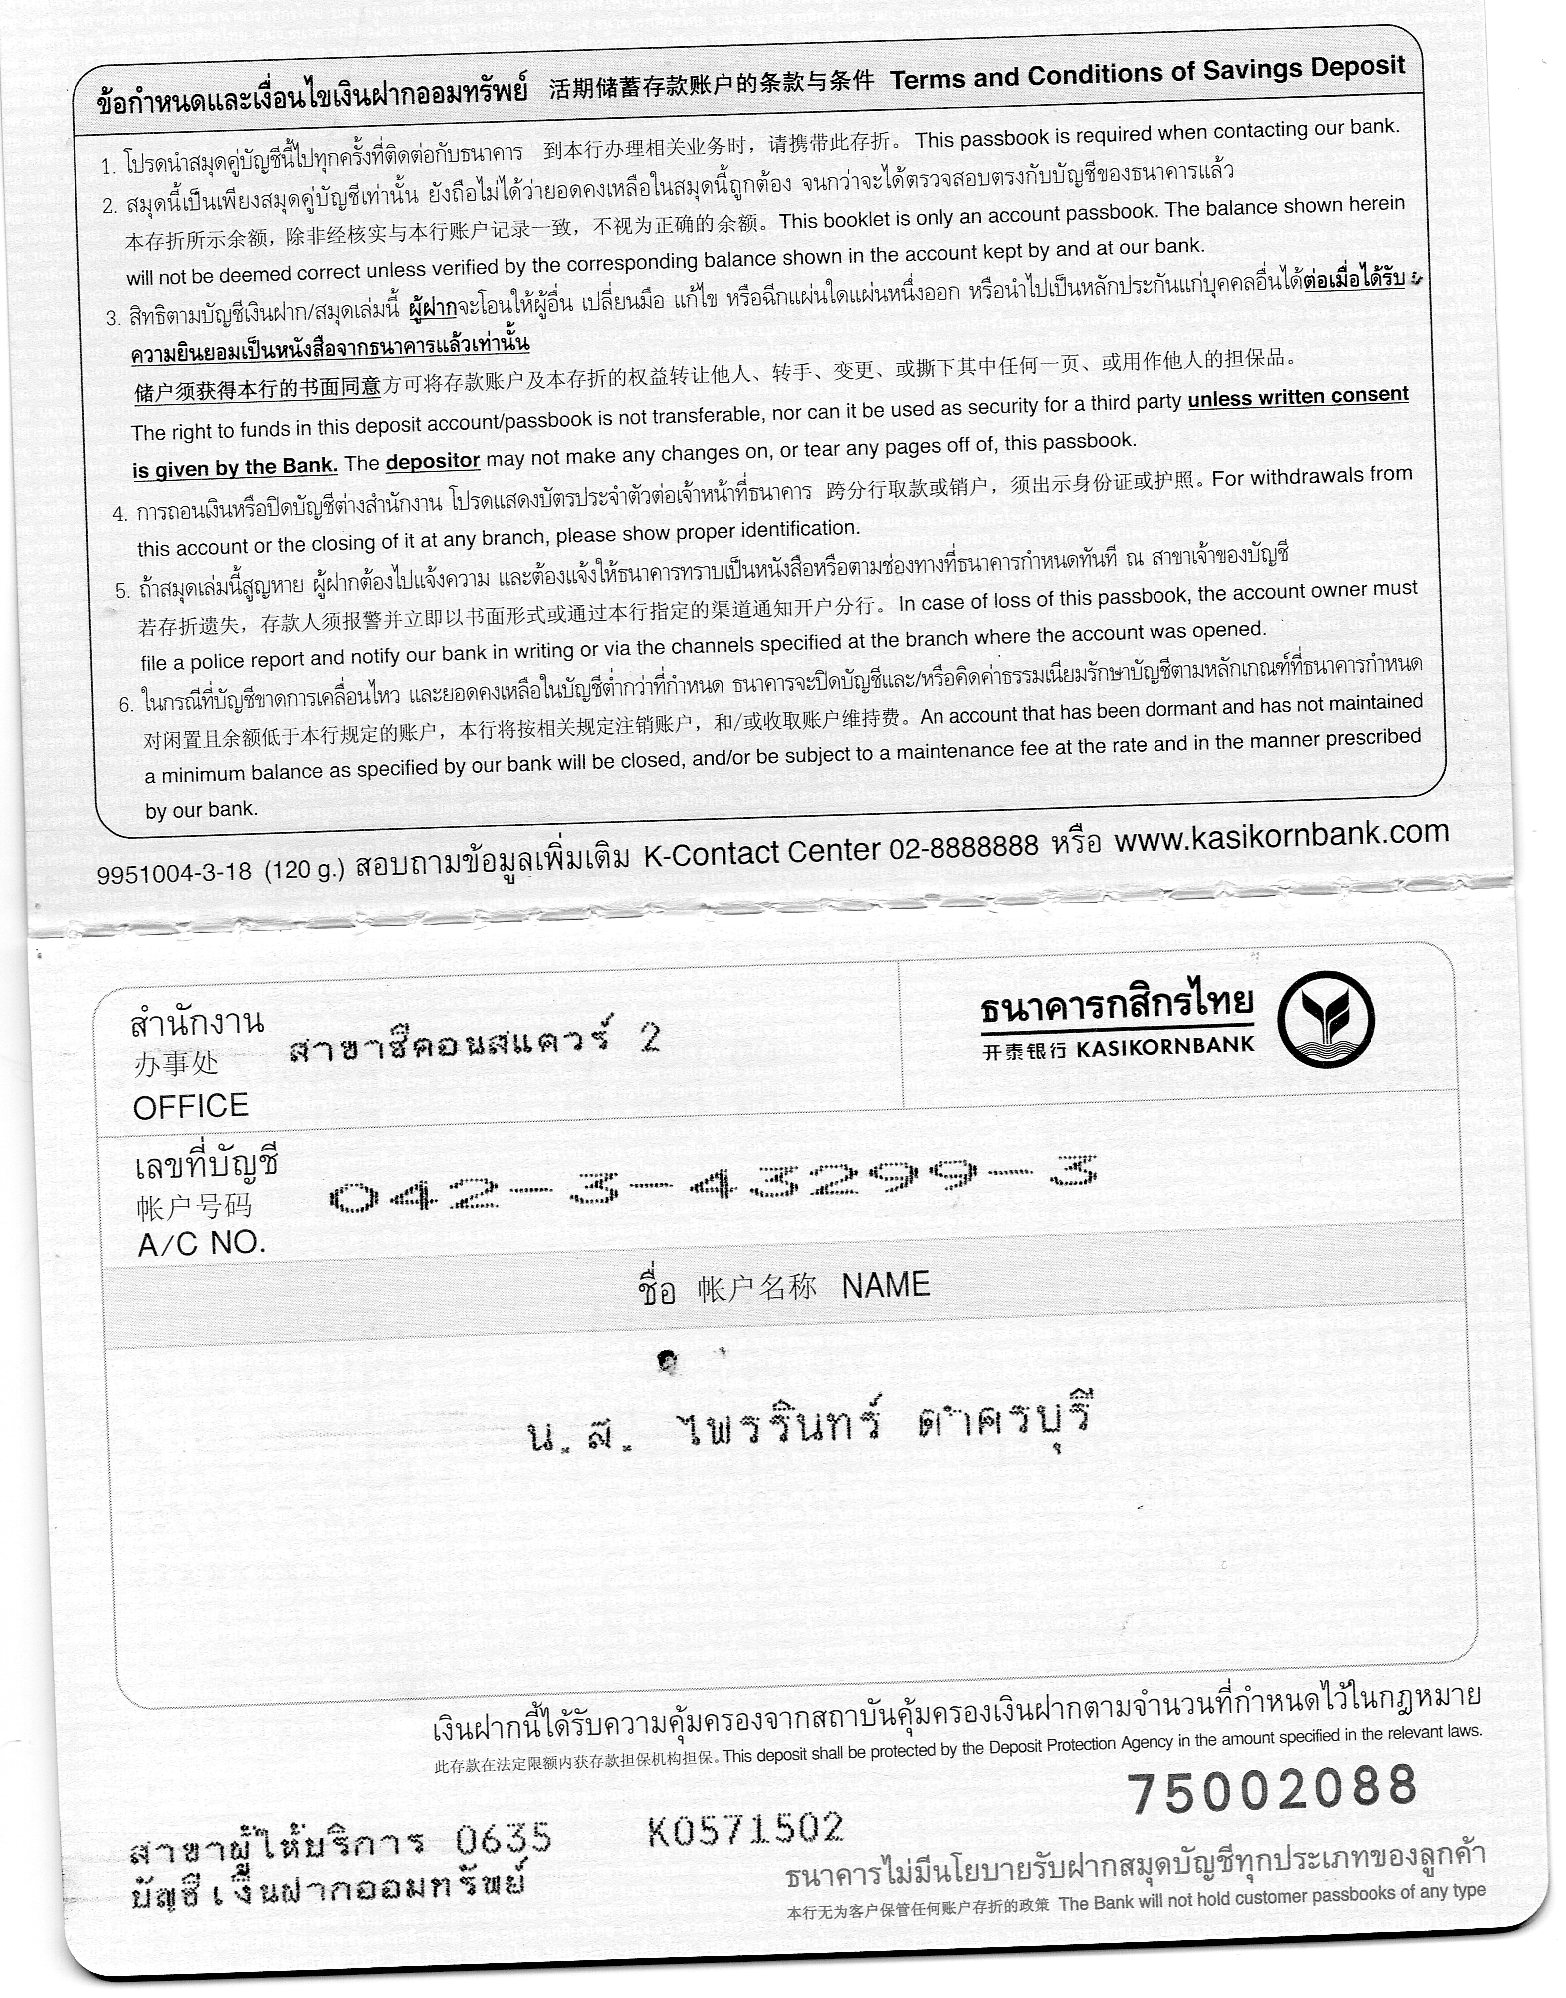 ข้อกำหนดและเงื่อนไขเงินฝากออมทรัพย์ 活期储蓄存款账户的条款与条件 Terms and Conditions of Savings Deposit
1. โปรดนำสมุดคู่บัญชีนี้ไปทุกครั้งที่ติดต่อกับธนาคาร 到本行办理相关业务时，请携带此存折。This passbook is required when contacting our bank.
2. สมุดนี้เป็นเพียงสมุดคู่บัญชีเท่านั้น ยังถือไม่ได้ว่ายอดคงเหลือในสมุดนี้ถูกต้อง จนกว่าจะได้ตรวจสอบตรงกับบัญชีของธนาคารแล้ว
本存折所示余额，除非经核实与本行账户记录一致，不视为正确的余额。This booklet is only an account passbook. The balance shown herein
will not be deemed correct unless verified by the corresponding balance shown in the account kept by and at our bank.
3. สิทธิตามบัญชีเงินฝาก/สมุดเล่มนี้ ผู้ฝากจะโอนให้ผู้อื่น เปลี่ยนมือ แก้ไข หรือฉีกแผ่นใดแผ่นหนึ่งออก หรือนำไปเป็นหลักประกันแก่บุคคลอื่นได้ต่อเมื่อได้รับ
ความยินยอมเป็นหนังสือจากธนาคารแล้วเท่านั้น
储户须获得本行的书面同意方可将存款账户及本存折的权益转让他人、转手、变更、或撕下其中任何一页、或用作他人的担保品。
The right to funds in this deposit account/passbook is not transferable, nor can it be used as security for a third party unless written consent
is given by the Bank. The depositor may not make any changes on, or tear any pages off of, this passbook.
4. การถอนเงินหรือปิดบัญชีต่างสำนักงาน โปรดแสดงบัตรประจำตัวต่อเจ้าหน้าที่ธนาคาร 跨分行取款或销户，须出示身份证或护照。For withdrawals from
this account or the closing of it at any branch, please show proper identification.
5. ถ้าสมุดเล่มนี้สูญหาย ผู้ฝากต้องไปแจ้งความ และต้องแจ้งให้ธนาคารทราบเป็นหนังสือหรือตามช่องทางที่ธนาคารกำหนดทันที ณ สาขาเจ้าของบัญชี
若存折遗失，存款人须报警并立即以书面形式或通过本行指定的渠道通知开户分行。In case of loss of this passbook, the account owner must
file a police report and notify our bank in writing or via the channels specified at the branch where the account was opened.
6. ในกรณีที่บัญชีขาดการเคลื่อนไหว และยอดคงเหลือในบัญชีต่ำกว่าที่กำหนด ธนาคารจะปิดบัญชีและ/หรือคิดค่าธรรมเนียมรักษาบัญชีตามหลักเกณฑ์ที่ธนาคารกำหนด
对闲置且余额低于本行规定的账户，本行将按相关规定注销账户，和/或收取账户维持费。An account that has been dormant and has not maintained
a minimum balance as specified by our bank will be closed, and/or be subject to a maintenance fee at the rate and in the manner prescribed
by our bank.
9951004-3-18 (120 g.) สอบถามข้อมูลเพิ่มเติม K-Contact Center 02-8888888 หรือ www.kasikornbank.com
สำนักงาน
办事处
OFFICE
สาขาซีคอนสแควร์ 2
ธนาคารกสิกรไทย
开泰银行 KASIKORNBANK
เลขที่บัญชี
帐户号码
A/C NO.
042-3-43299-3
ชื่อ 帐户名称 NAME
น.ส. ไพรรินทร์ ตาครบุรี
เงินฝากนี้ได้รับความคุ้มครองจากสถาบันคุ้มครองเงินฝากตามจำนวนที่กำหนดไว้ในกฎหมาย
此存款在法定限额内获存款担保机构担保。This deposit shall be protected by the Deposit Protection Agency in the amount specified in the relevant laws.
75002088
สาขาผู้ให้บริการ 0635 K0571502
บัญชีเงินฝากออมทรัพย์
ธนาคารไม่มีนโยบายรับฝากสมุดบัญชีทุกประเภทของลูกค้า
本行无为客户保管任何账户存折的政策 The Bank will not hold customer passbooks of any type